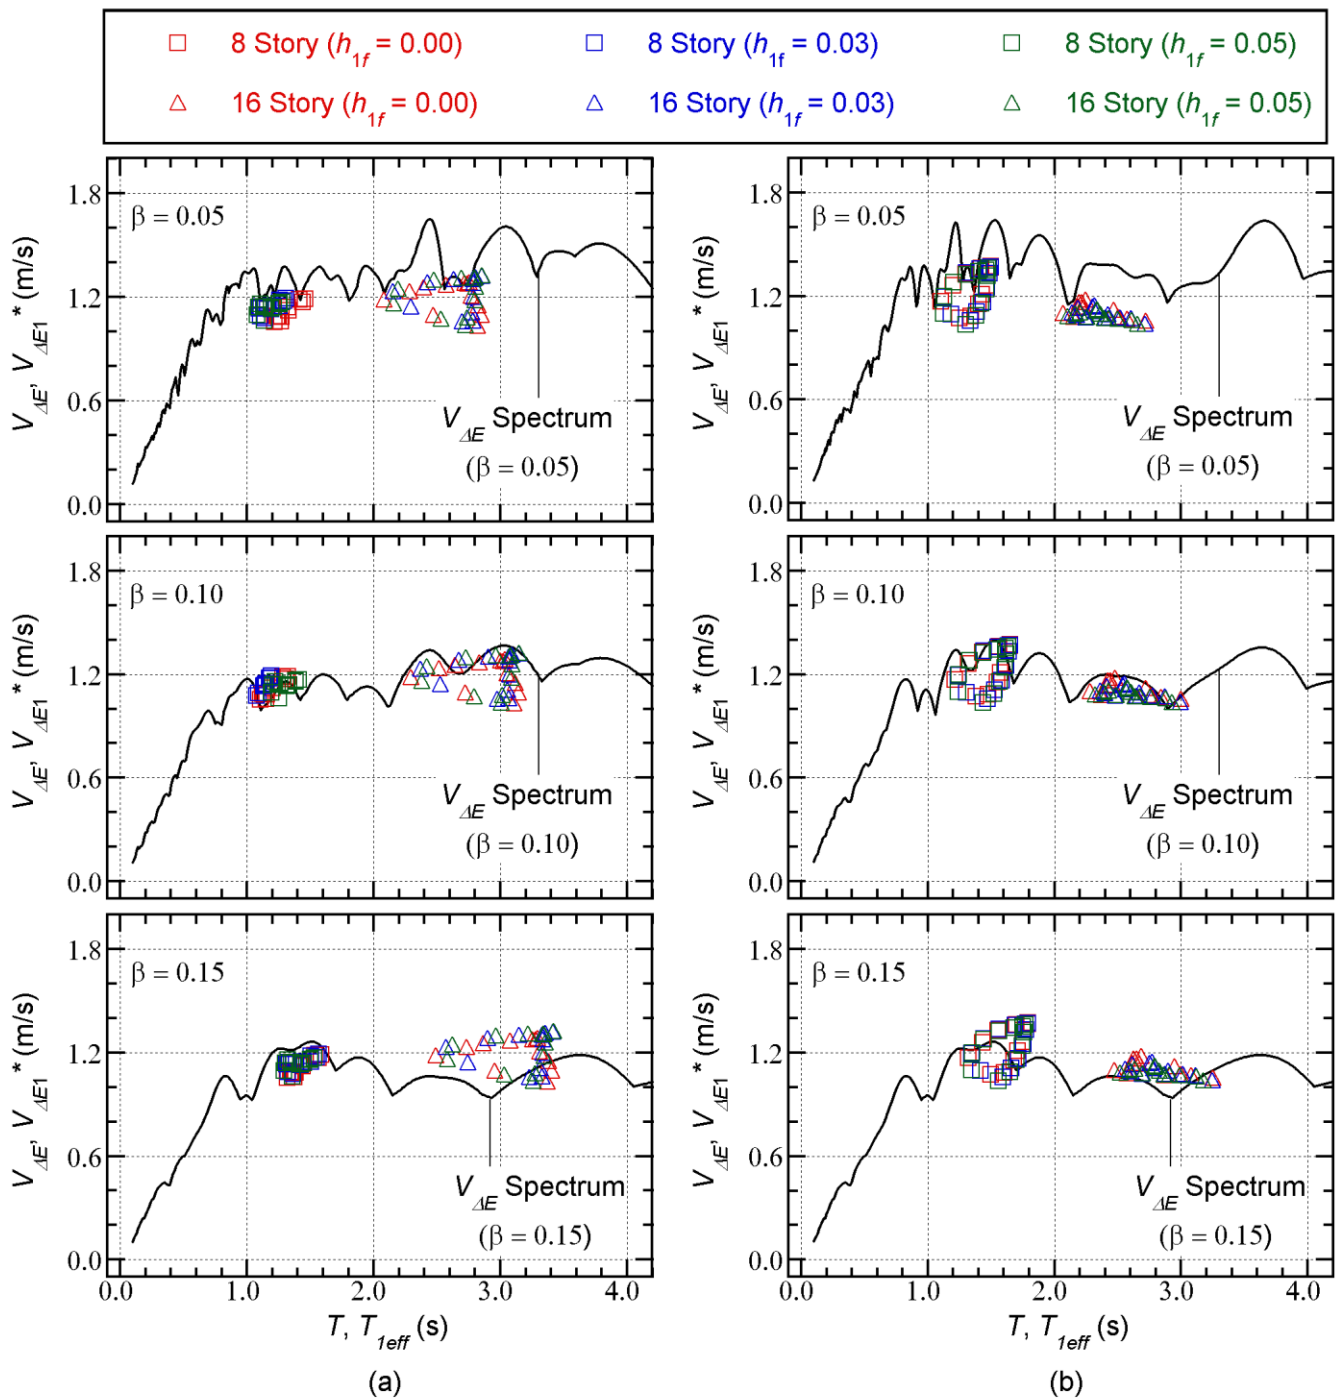 8 Story (h1f = 0.00)
8 Story (h1f = 0.03)
8 Story (h1f = 0.05)
16 Story (h1f = 0.00)
16 Story (h1f = 0.03)
16 Story (h1f = 0.05)
VΔE, VΔE1* (m/s)
1.8
1.2
0.6
0.0
β = 0.05
VΔE Spectrum
(β = 0.05)
VΔE, VΔE1* (m/s)
1.8
1.2
0.6
0.0
β = 0.05
VΔE Spectrum
(β = 0.05)
VΔE, VΔE1* (m/s)
1.8
1.2
0.6
0.0
β = 0.10
VΔE Spectrum
(β = 0.10)
VΔE, VΔE1* (m/s)
1.8
1.2
0.6
0.0
β = 0.10
VΔE Spectrum
(β = 0.10)
VΔE, VΔE1* (m/s)
1.8
1.2
0.6
0.0
β = 0.15
VΔE Spectrum
(β = 0.15)
0.0 1.0 2.0 3.0 4.0
T, T1eff (s)
(a)
VΔE, VΔE1* (m/s)
1.8
1.2
0.6
0.0
β = 0.15
VΔE Spectrum
(β = 0.15)
0.0 1.0 2.0 3.0 4.0
T, T1eff (s)
(b)